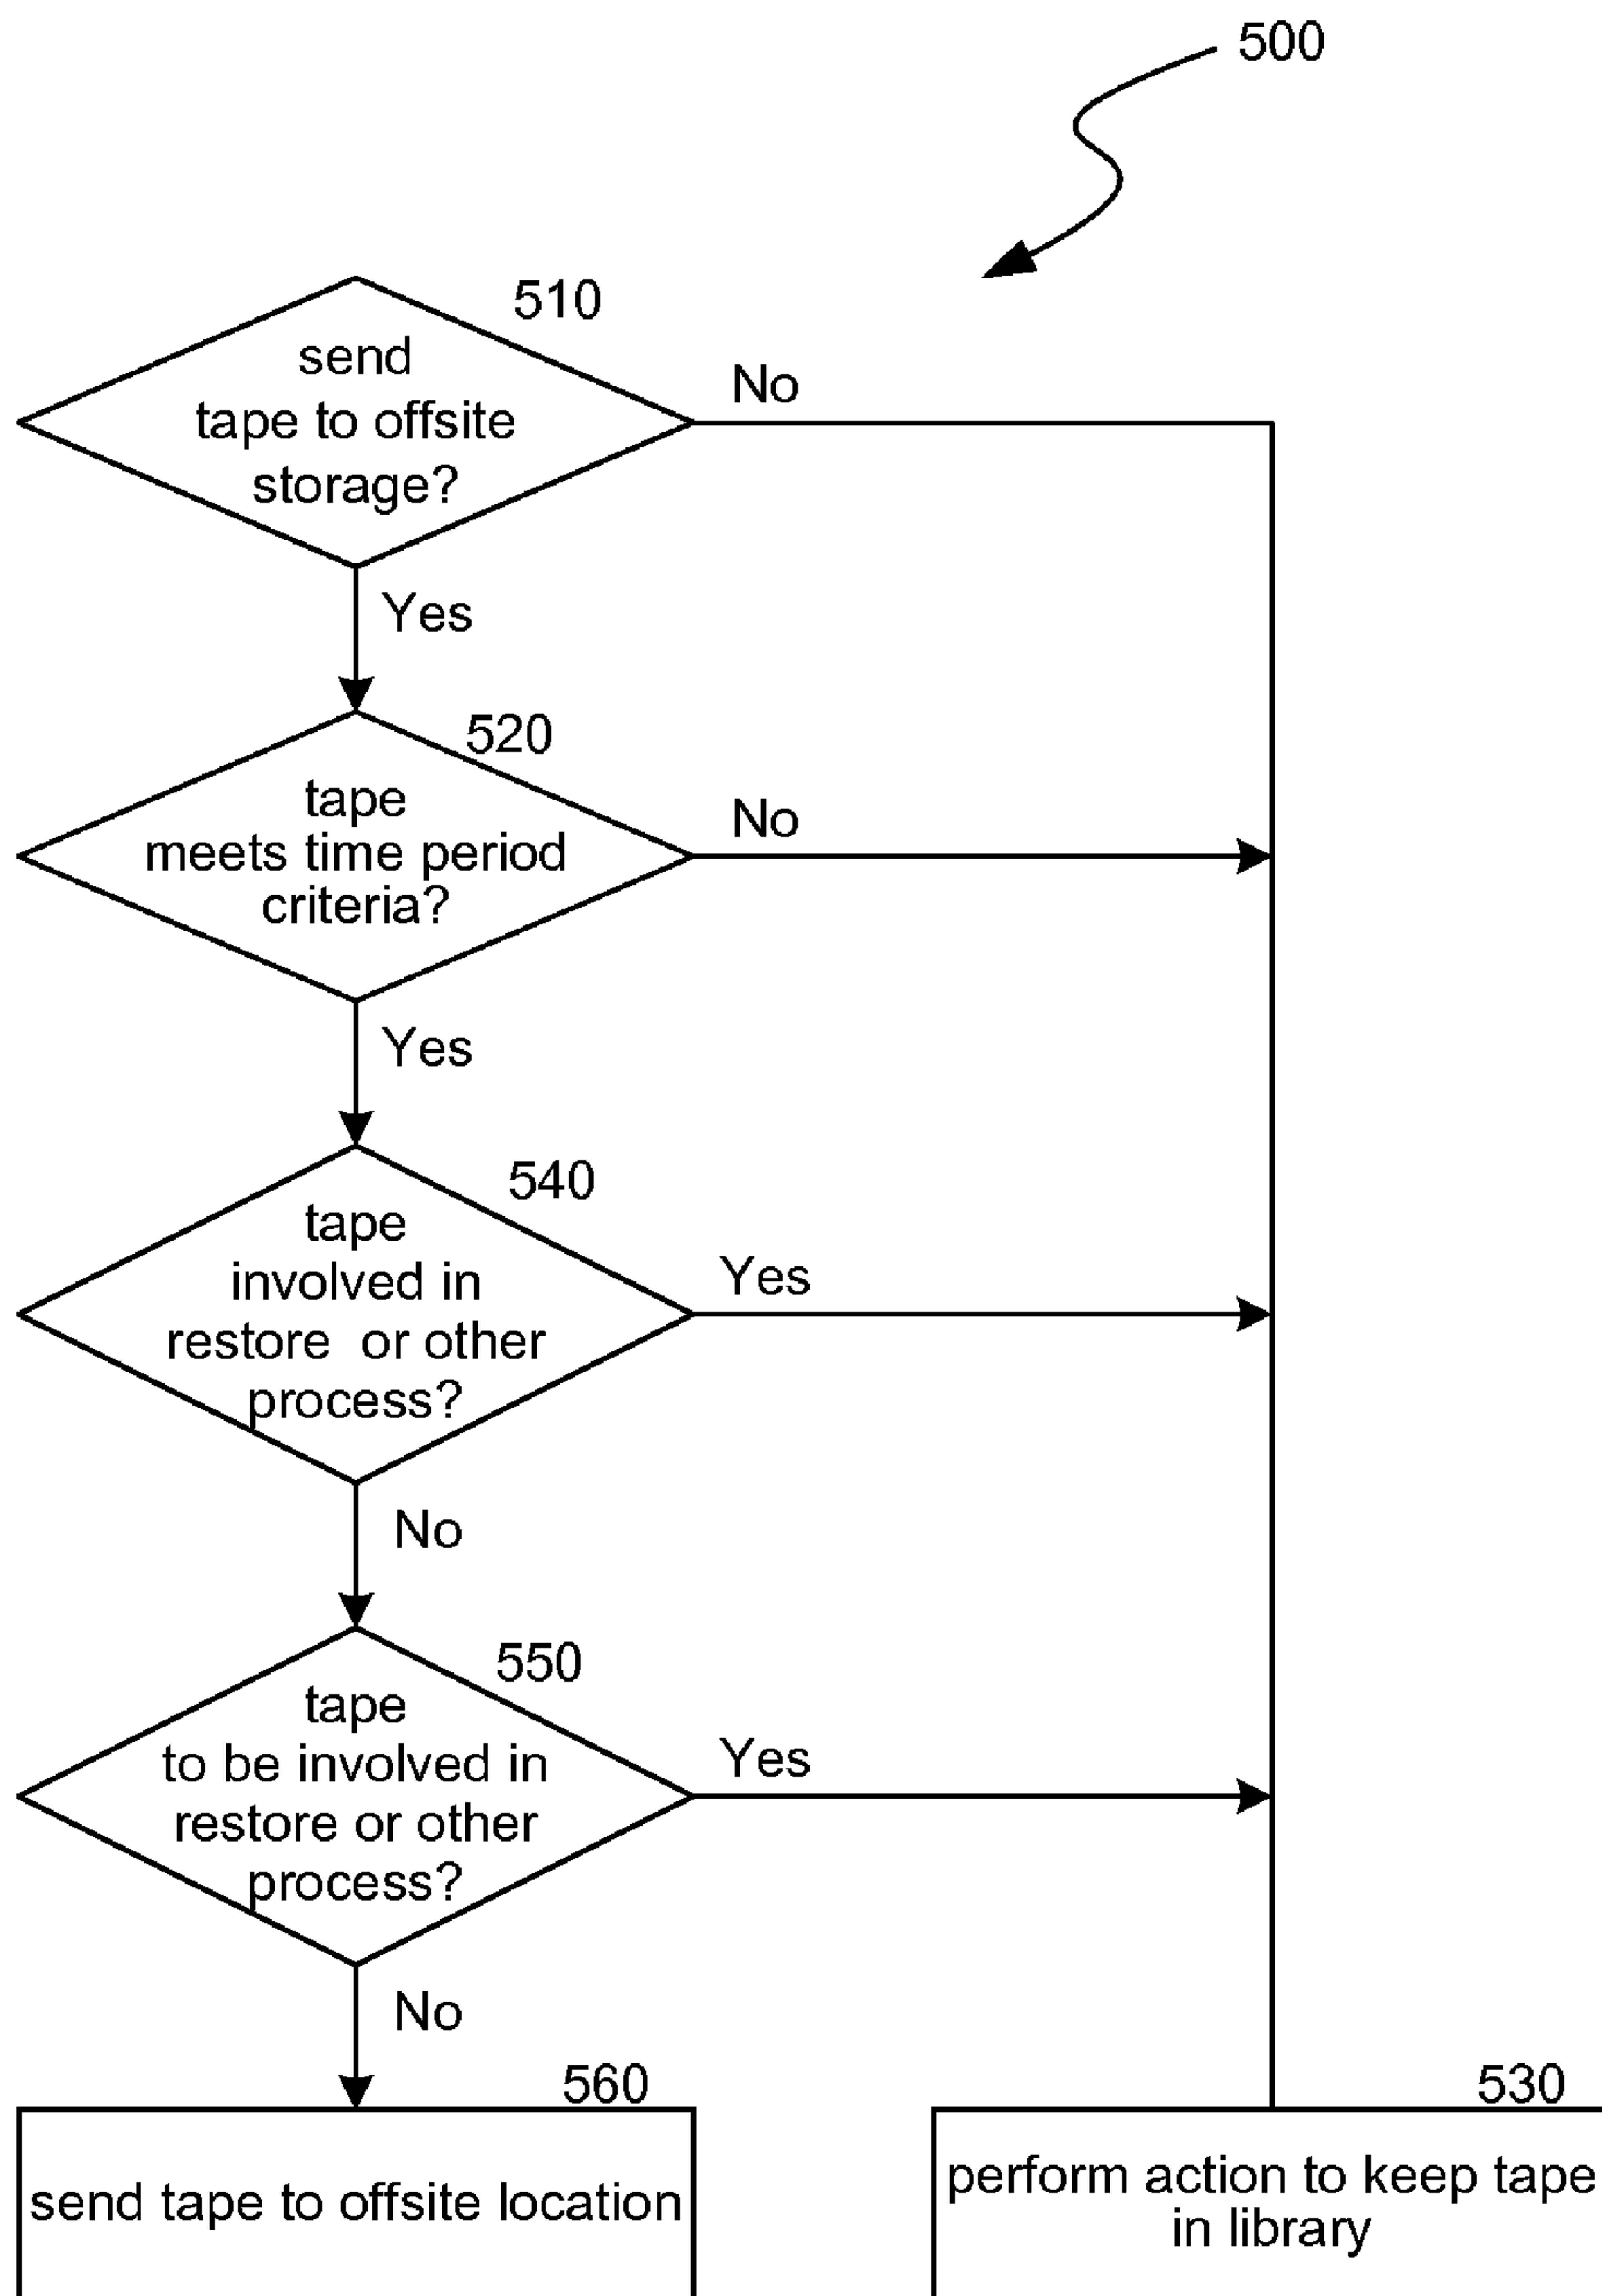 500
510
send
tape to offsite
storage?
No
Yes
520
tape
meets time period
criteria?
No
Yes
540
tape
involved in
restore or other
process?
Yes
No
550
tape
to be involved in
restore or other
process?
Yes
No
560
send tape to offsite location
530
perform action to keep tape
in library